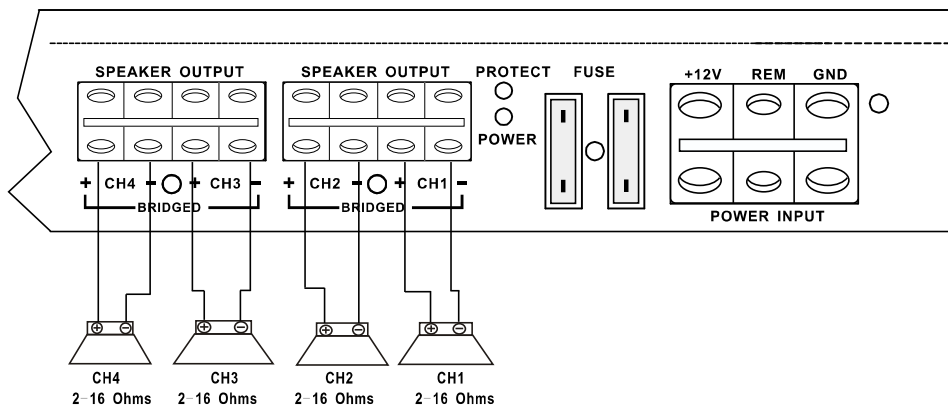 SPEAKER OUTPUT
SPEAKER OUTPUT
PROTECT
FUSE
POWER
+12V REM GND
+ CH4 - + CH3 -
BRIDGED
+ CH2 - + CH1 -
BRIDGED
POWER INPUT
+ -
+ -
+ -
+ -
CH4
2-16 Ohms
CH3
2-16 Ohms
CH2
2-16 Ohms
CH1
2-16 Ohms